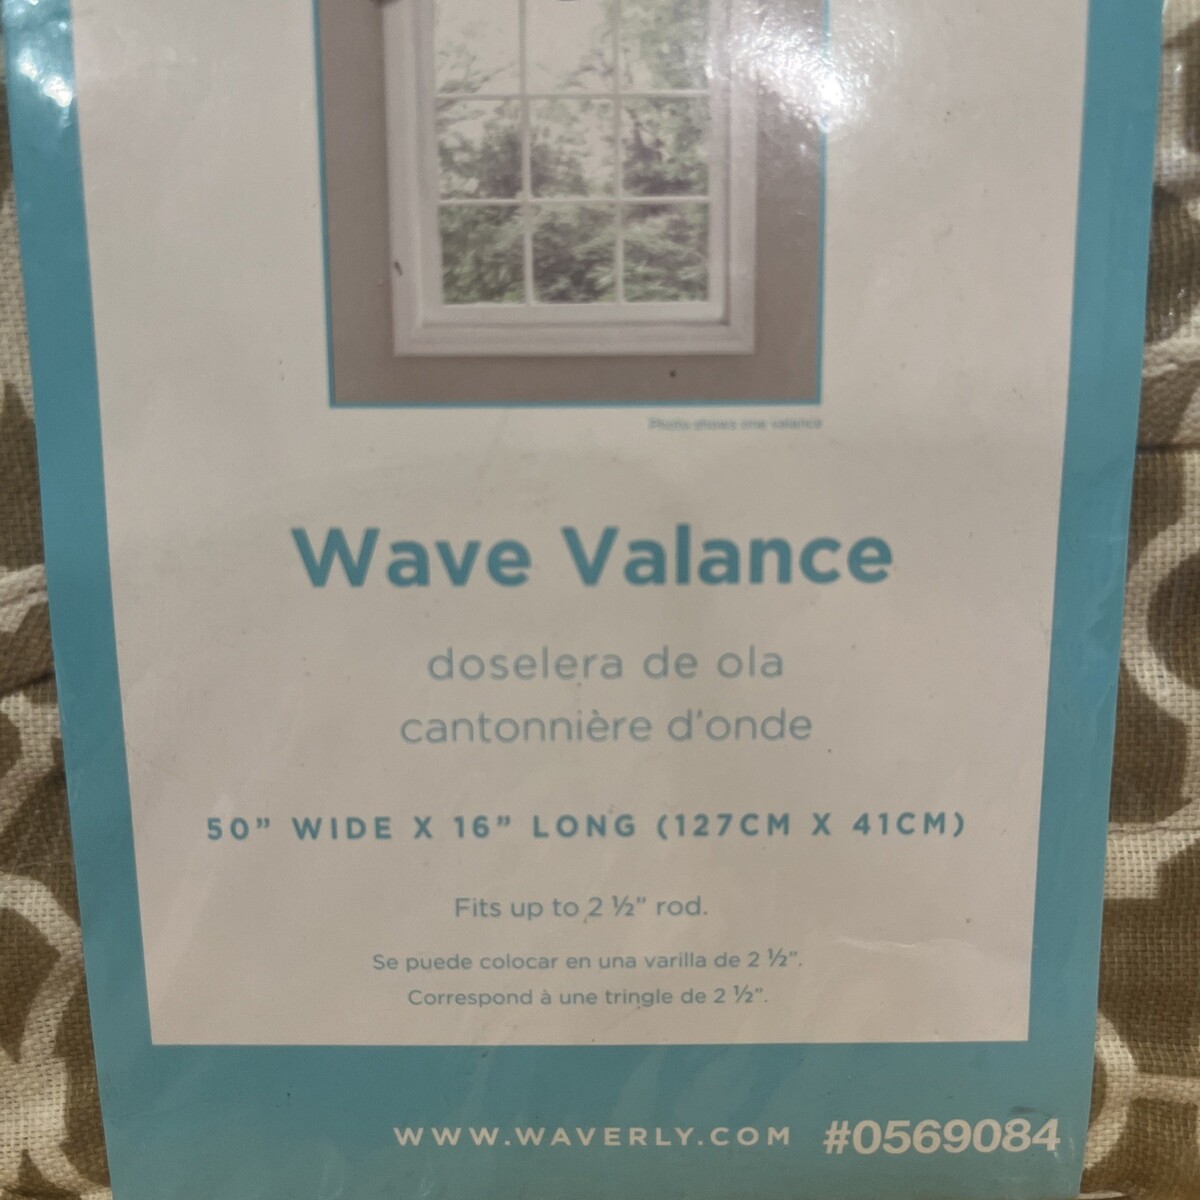 Photo shows one valance
Wave Valance
doselera de ola
cantonnière d'onde
50” WIDE X 16” LONG (127CM X 41CM)
Fits up to 2 ½” rod.
Se puede colocar en una varilla de 2 ½”.
Correspond à une tringle de 2 ½”.
WWW.WAVERLY.COM #0569084